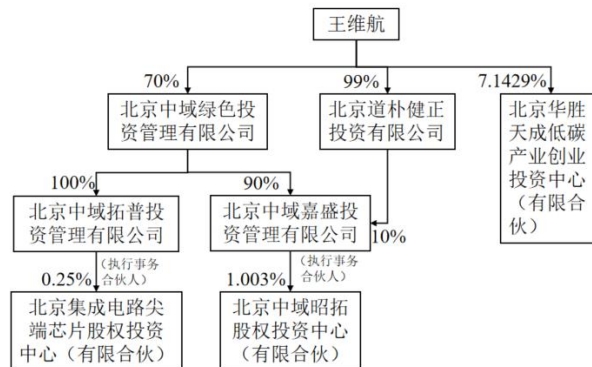 王维航
70%
99%
7.1429%
北京中域绿色投
资管理有限公司
北京道朴健正
投资有限公司
北京华胜
天成低碳
产业创业
投资中心
（有限合
伙）
100%
90%
北京中域拓普投
资管理有限公司
北京中域嘉盛投
资管理有限公司
10%
（执行事务
合伙人）
0.25%
（执行事务
合伙人）
1.003%
北京集成电路尖
端芯片股权投资
中心（有限合伙）
北京中域昭拓
股权投资中心
（有限合伙）